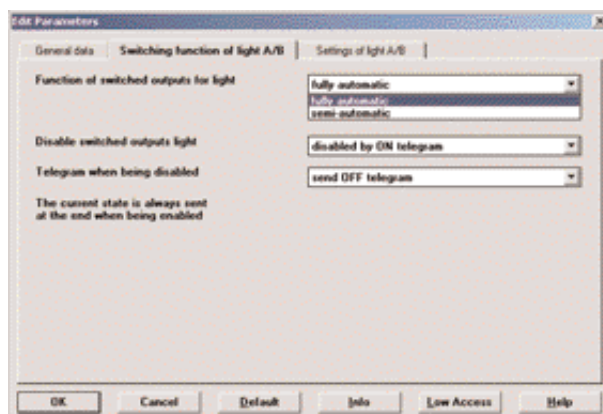 Edit Parameters
General data
Switching function of light A/B
Settings of light A/B
Function of switched outputs for light
fully automatic
fully automatic
semi-automatic
Disable switched outputs light
disabled by ON telegram
Telegram when being disabled
send OFF telegram
The current state is always sent
at the end when being enabled
OK
Cancel
Default
Info
Low Access
Help